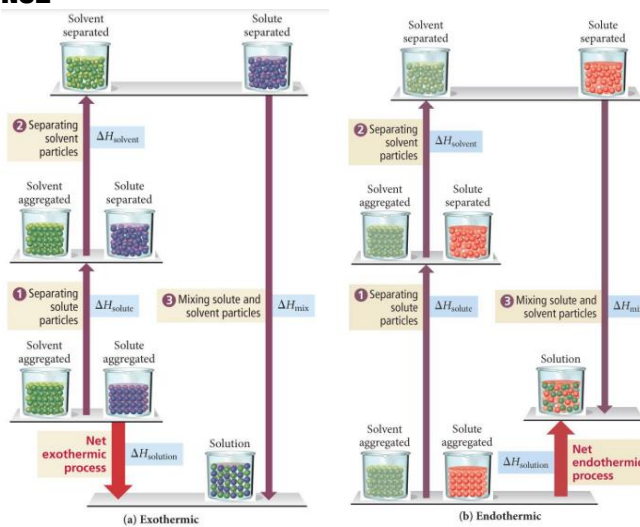 Solvent
separated
Solute
separated
2 Separating
solvent
particles
ΔHsolvent
Solvent
aggregated
Solute
separated
1 Separating
solute
particles
ΔHsolute
3 Mixing solute and
solvent particles
ΔHmix
Solvent
aggregated
Solute
aggregated
Net
exothermic
process
ΔHsolution
Solution
(a) Exothermic
Solvent
separated
Solute
separated
2 Separating
solvent
particles
ΔHsolvent
Solvent
aggregated
Solute
separated
1 Separating
solute
particles
ΔHsolute
3 Mixing solute and
solvent particles
ΔHmix
Solution
Solvent
aggregated
Solute
aggregated
ΔHsolution
Net
endothermic
process
(b) Endothermic